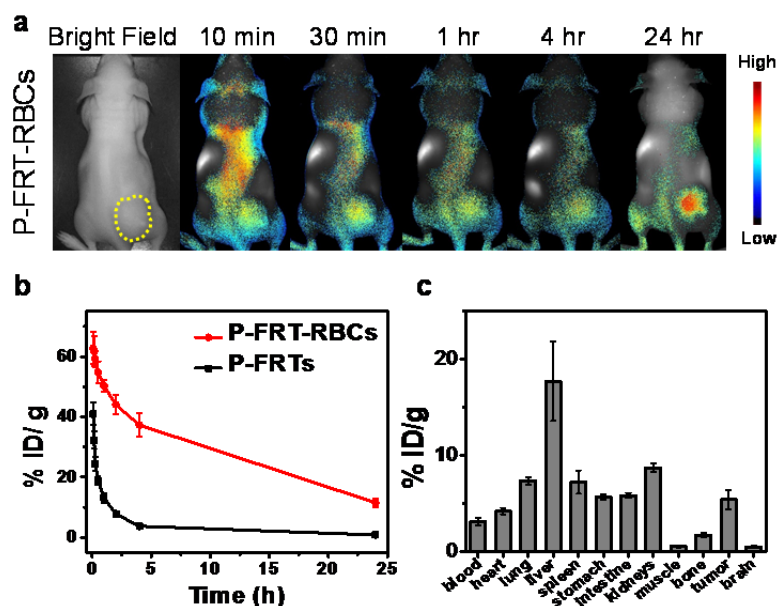 a
Bright Field 10 min 30 min 1 hr 4 hr 24 hr
P-FRT-RBCs
High
Low
b
% ID/ g
60
40
20
0
P-FRT-RBCs
P-FRTs
0 5 10 15 20 25
Time (h)
c
% ID/g
20
10
0
blood heart lung liver spleen stomach intestine kidneys muscle bone tumor brain